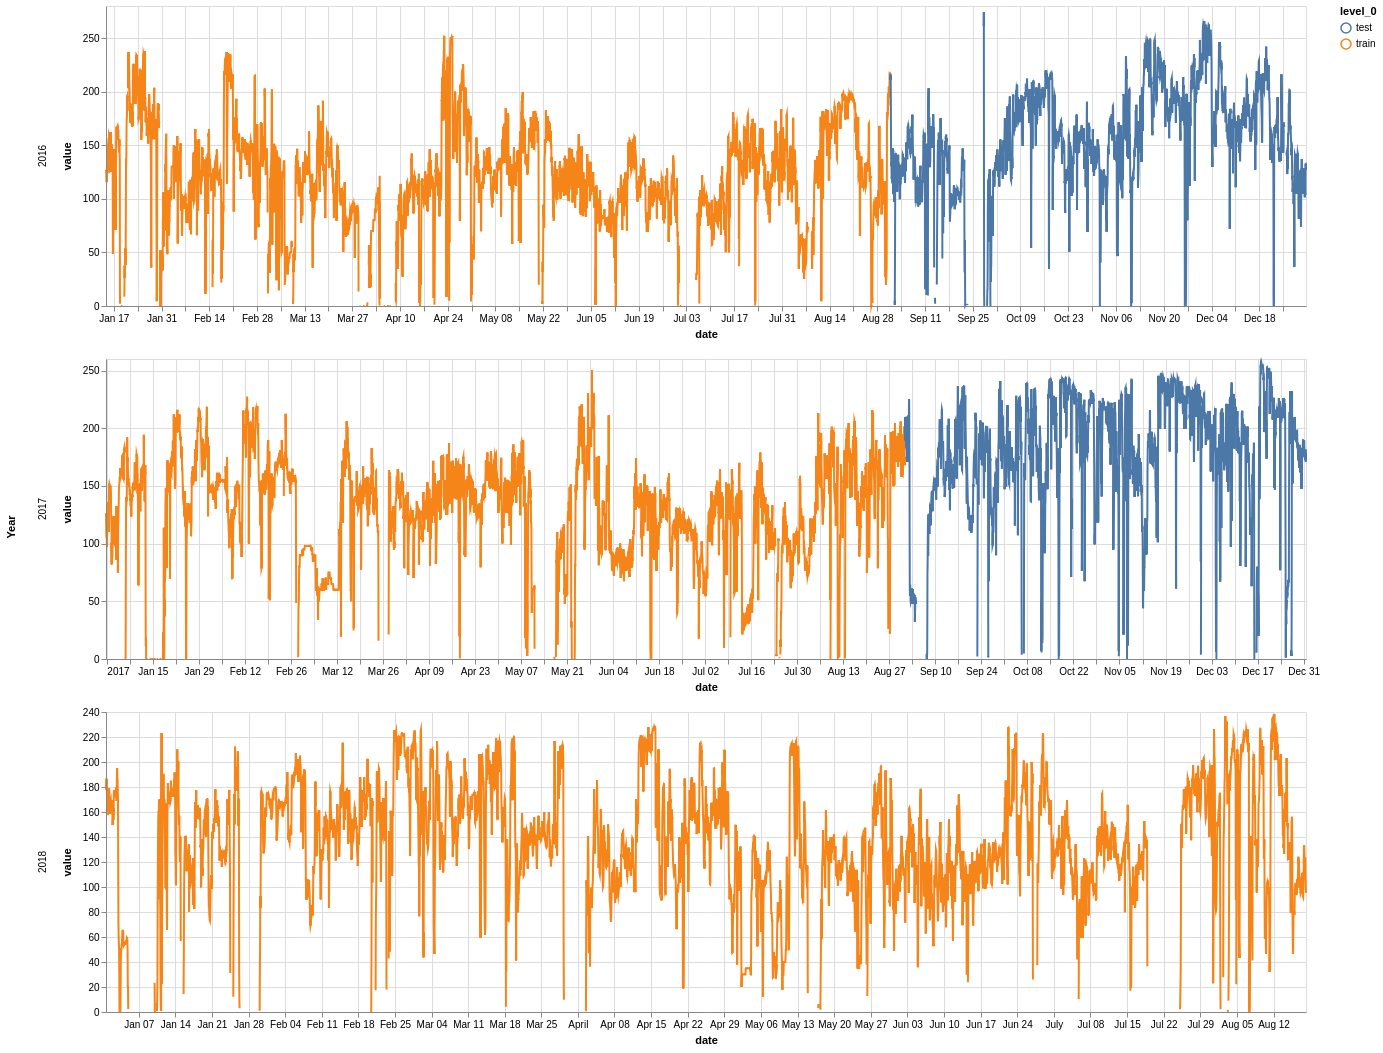 level_0
test
train
Year
2016
value
250
200
150
100
50
0
Jan 17 Jan 31 Feb 14 Feb 28 Mar 13 Mar 27 Apr 10 Apr 24 May 08 May 22 Jun 05 Jun 19 Jul 03 Jul 17 Jul 31 Aug 14 Aug 28 Sep 11 Sep 25 Oct 09 Oct 23 Nov 06 Nov 20 Dec 04 Dec 18
date
2017
value
250
200
150
100
50
0
2017 Jan 15 Jan 29 Feb 12 Feb 26 Mar 12 Mar 26 Apr 09 Apr 23 May 07 May 21 Jun 04 Jun 18 Jul 02 Jul 16 Jul 30 Aug 13 Aug 27 Sep 10 Sep 24 Oct 08 Oct 22 Nov 05 Nov 19 Dec 03 Dec 17 Dec 31
date
2018
value
240
220
200
180
160
140
120
100
80
60
40
20
0
Jan 07 Jan 14 Jan 21 Jan 28 Feb 04 Feb 11 Feb 18 Feb 25 Mar 04 Mar 11 Mar 18 Mar 25 April Apr 08 Apr 15 Apr 22 Apr 29 May 06 May 13 May 20 May 27 Jun 03 Jun 10 Jun 17 Jun 24 July Jul 08 Jul 15 Jul 22 Jul 29 Aug 05 Aug 12
date